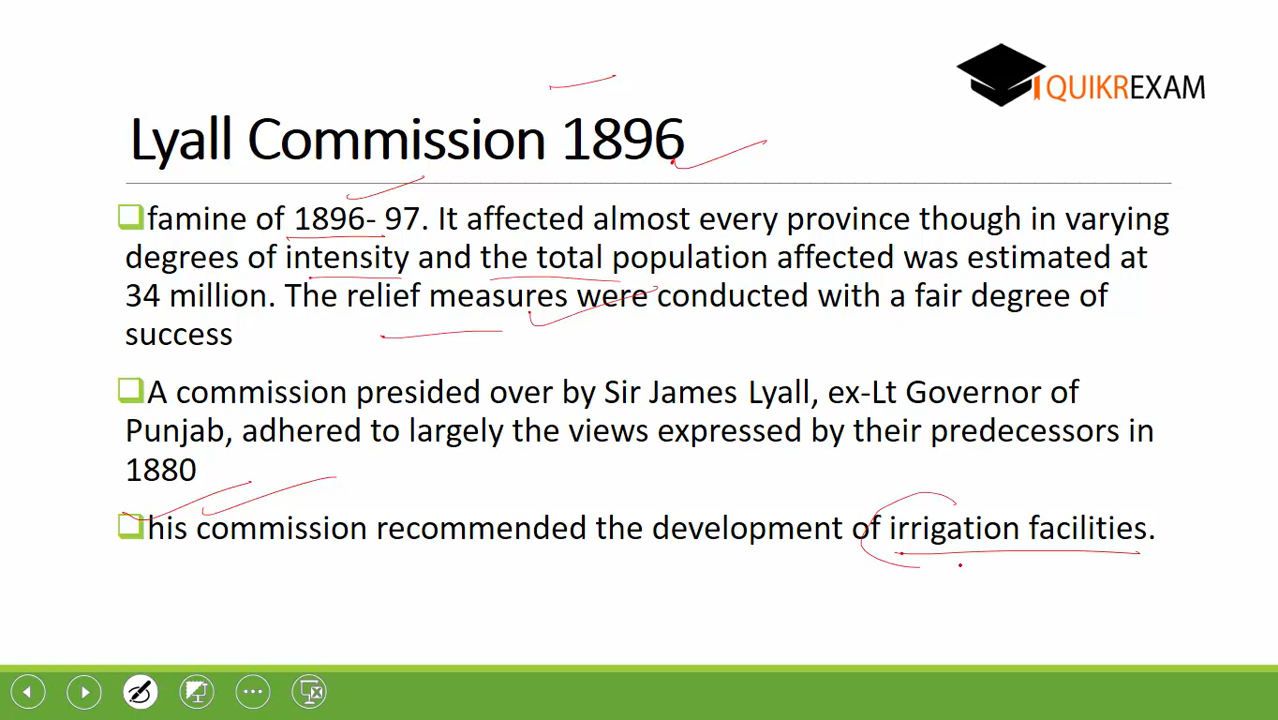 QUIKREXAM
Lyall Commission 1896
famine of 1896- 97. It affected almost every province though in varying
degrees of intensity and the total population affected was estimated at
34 million. The relief measures were conducted with a fair degree of
success
A commission presided over by Sir James Lyall, ex-Lt Governor of
Punjab, adhered to largely the views expressed by their predecessors in
1880
his commission recommended the development of irrigation facilities.